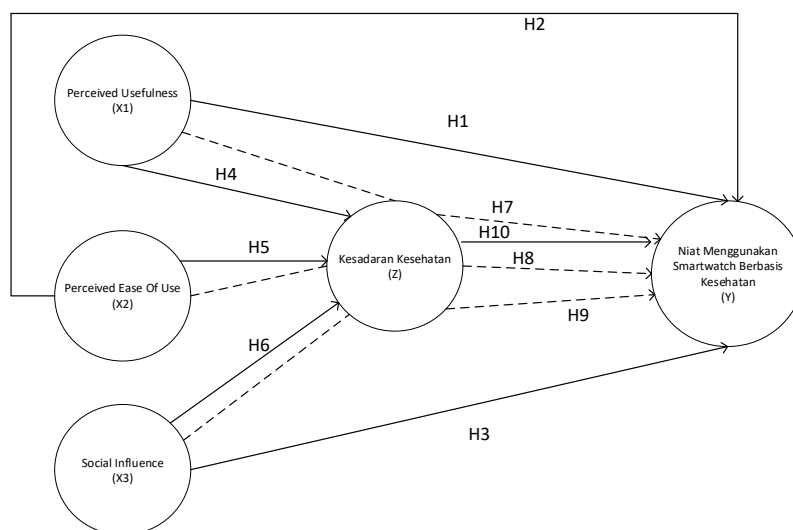 H2
Perceived Usefulness
(X1)
H1
H4
H7
H10
Kesadaran Kesehatan
(Z)
H5
H8
Niat Menggunakan
Smartwatch Berbasis
Kesehatan
(Y)
Perceived Ease Of Use
(X2)
H9
H6
H3
Social Influence
(X3)